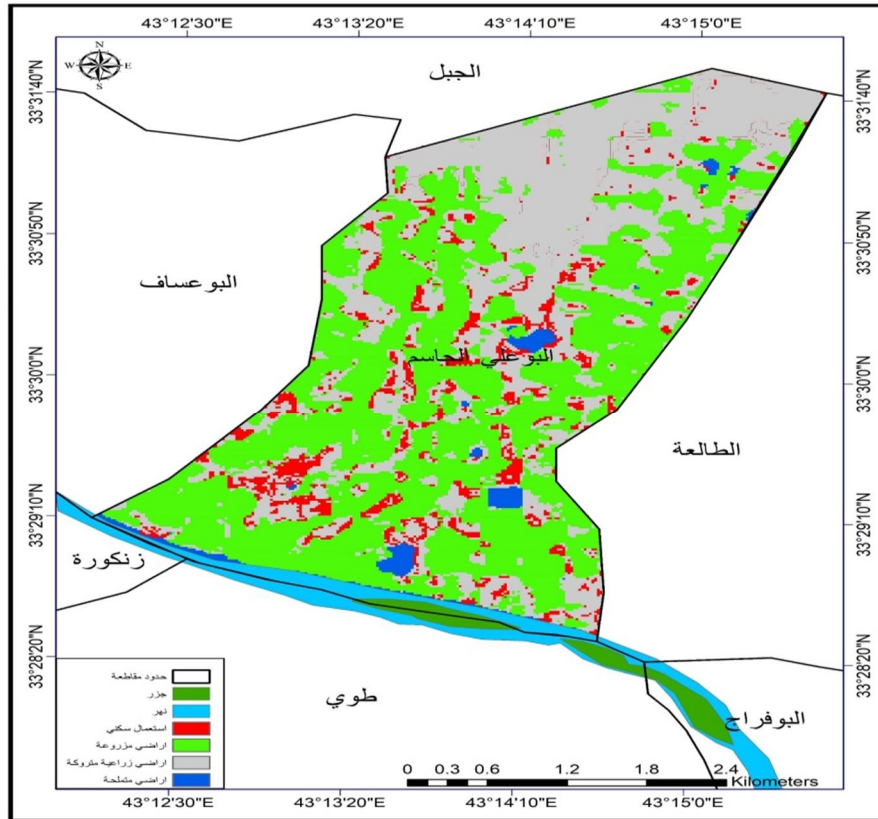 43°12'30"E 43°13'20"E 43°14'10"E 43°15'0"E
N
W E
S
الجبل
33°31'40"N 33°31'40"N
33°30'50"N 33°30'50"N
البوعساف
البوعلي الجاسم
33°30'0"N 33°30'0"N
الطالعة
33°29'10"N 33°29'10"N
زنكورة
33°28'20"N 33°28'20"N
طوي
البوفراج
حدود مقاطعة
جزر
نهر
استعمال سكني
اراضي مزروعة
اراضي زراعية متروكة
اراضي متملحة
0 0.3 0.6 1.2 1.8 2.4
Kilometers
43°12'30"E 43°13'20"E 43°14'10"E 43°15'0"E